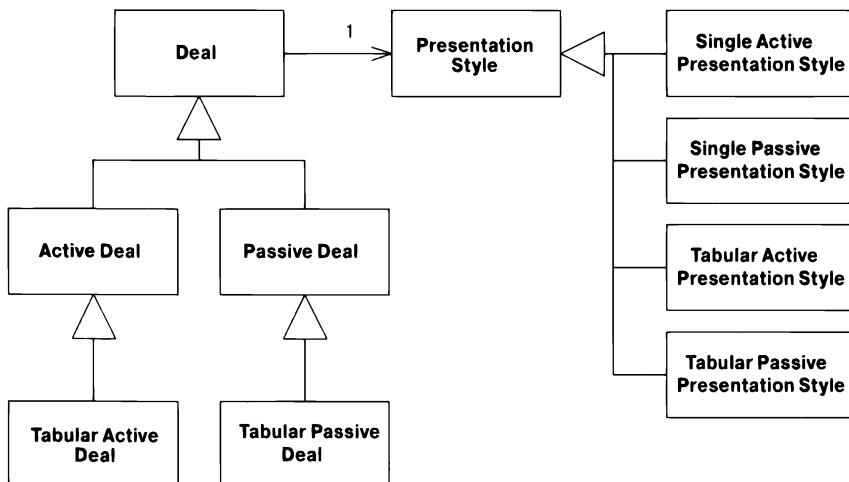 Deal
1
Presentation
Style
Single Active
Presentation Style
Single Passive
Presentation Style
Active Deal
Passive Deal
Tabular Active
Presentation Style
Tabular Passive
Presentation Style
Tabular Active
Deal
Tabular Passive
Deal